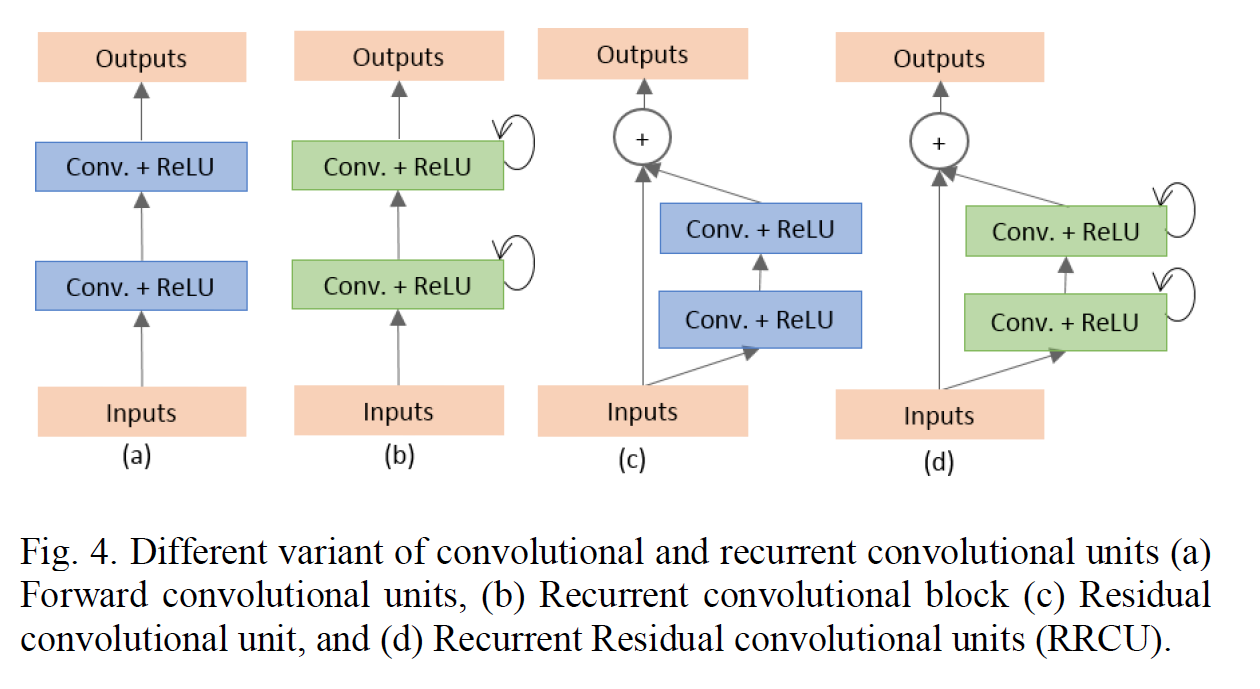 Outputs
Conv. + ReLU
Conv. + ReLU
Inputs
(a)
Outputs
Conv. + ReLU
Conv. + ReLU
Inputs
(b)
Outputs
+
Conv. + ReLU
Conv. + ReLU
Inputs
(c)
Outputs
+
Conv. + ReLU
Conv. + ReLU
Inputs
(d)
Fig. 4. Different variant of convolutional and recurrent convolutional units (a)
Forward convolutional units, (b) Recurrent convolutional block (c) Residual
convolutional unit, and (d) Recurrent Residual convolutional units (RRCU).